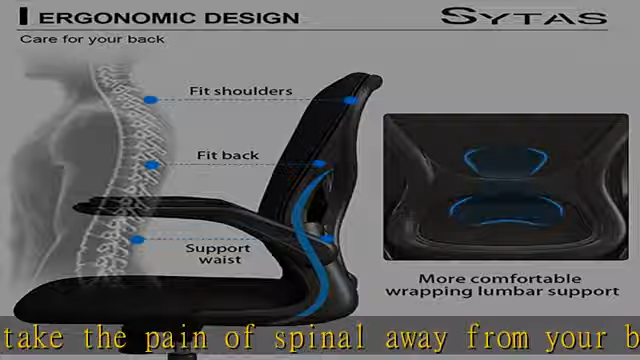 ERGONOMIC DESIGN
SYTAS
Care for your back
Fit shoulders
Fit back
Support
waist
More comfortable
wrapping lumbar support
take the pain of spinal away from your b